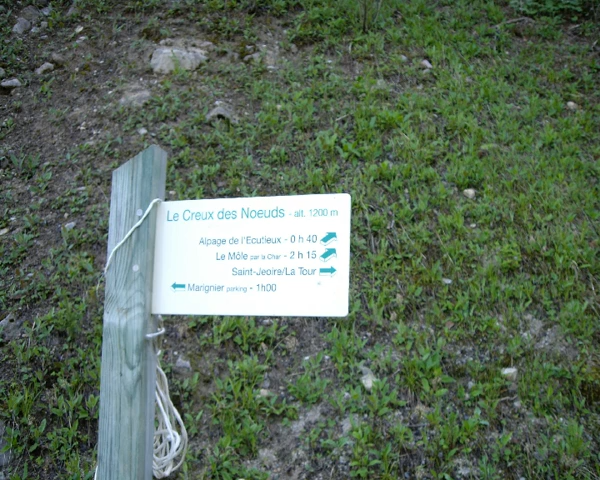 Le Creux des Noeuds - alt. 1200 m
Alpage de l'Ecutieux - 0 h 40
Le Môle par la Char - 2 h 15
Saint-Jeoire/La Tour
Marignier parking - 1h00